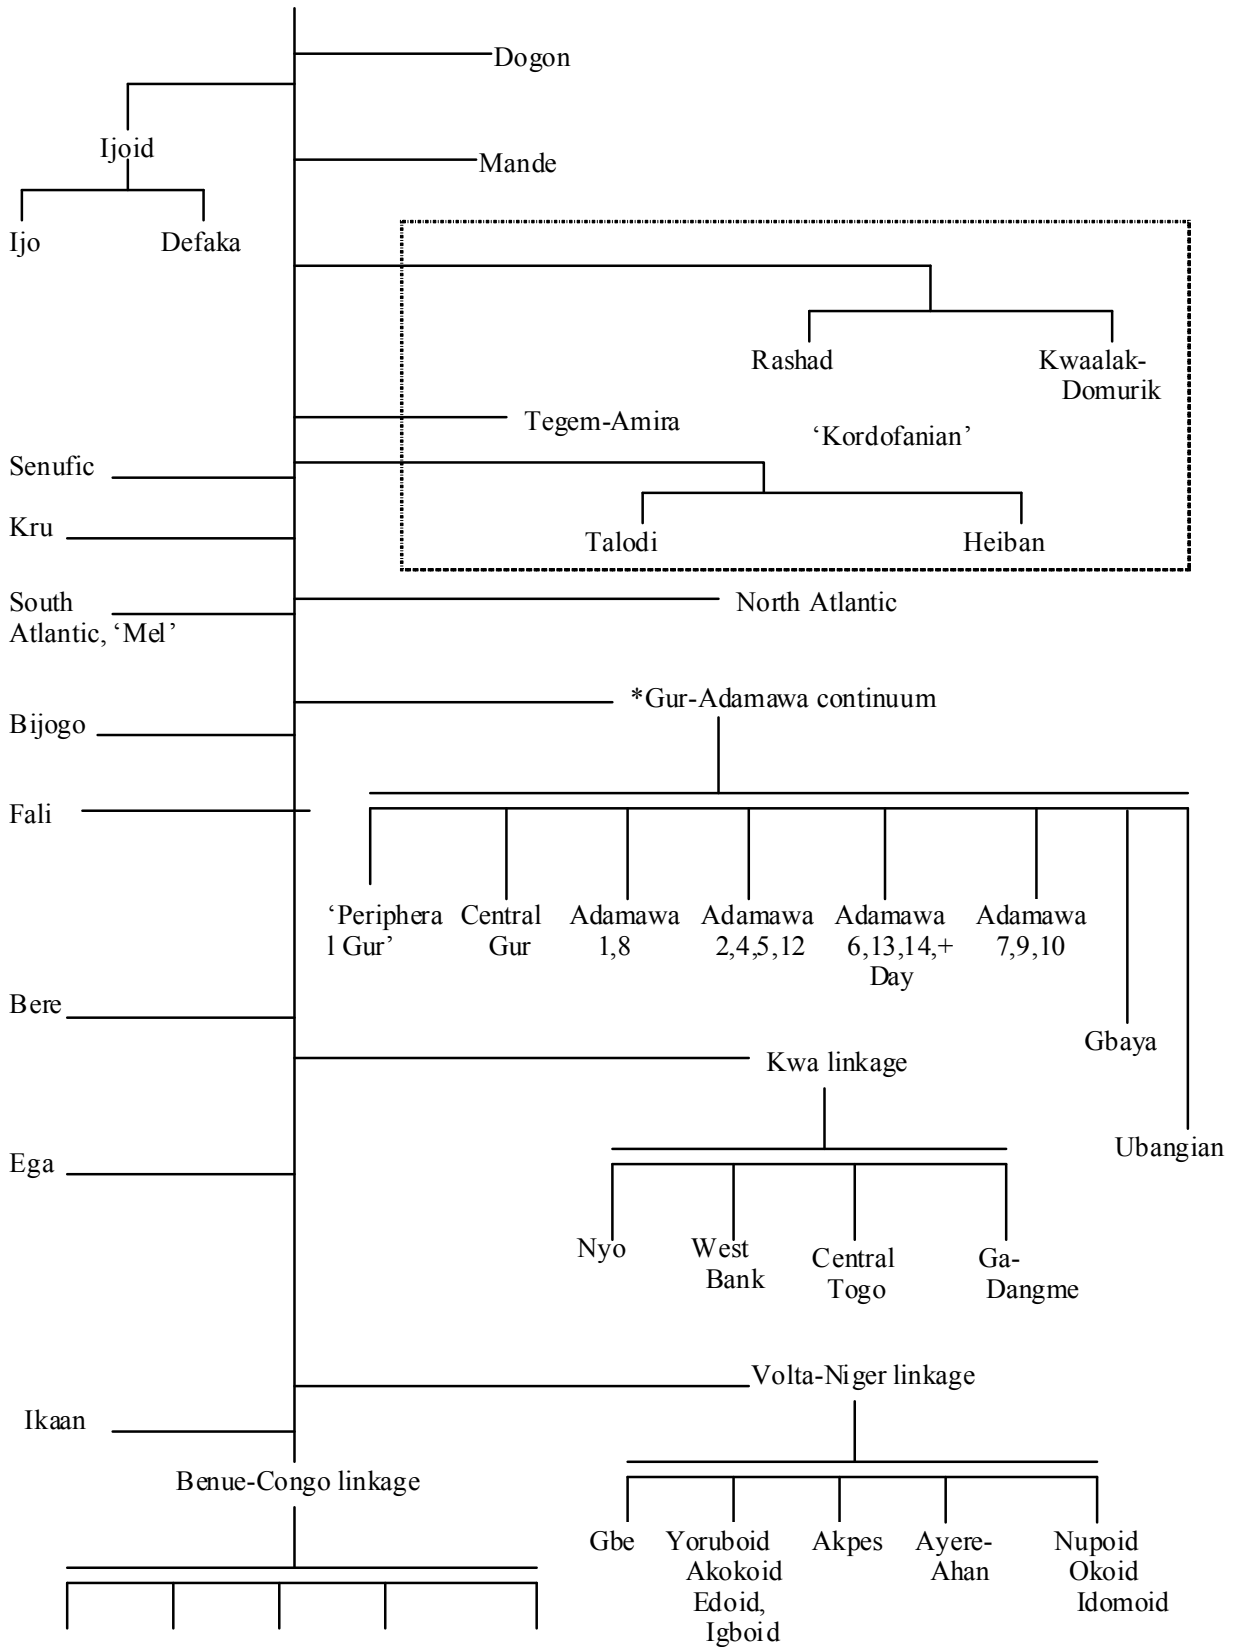 Dogon
Ijoid
Mande
Ijo
Defaka
Rashad
Kwaalak-
Domurik
Tegem-Amira
‘Kordofanian’
Senufic
Kru
Talodi
Heiban
South
Atlantic, ‘Mel’
North Atlantic
*Gur-Adamawa continuum
Bijogo
Fali
‘Periphera
l Gur’
Central
Gur
Adamawa
1,8
Adamawa
2,4,5,12
Adamawa
6,13,14,+
Day
Adamawa
7,9,10
Bere
Gbaya
Kwa linkage
Ubangian
Ega
Nyo
West
Bank
Central
Togo
Ga-
Dangme
Volta-Niger linkage
Ikaan
Benue-Congo linkage
Gbe
Yoruboid
Akokoid
Edoid,
Igboid
Akpes
Ayere-
Ahan
Nupoid
Okoid
Idomoid